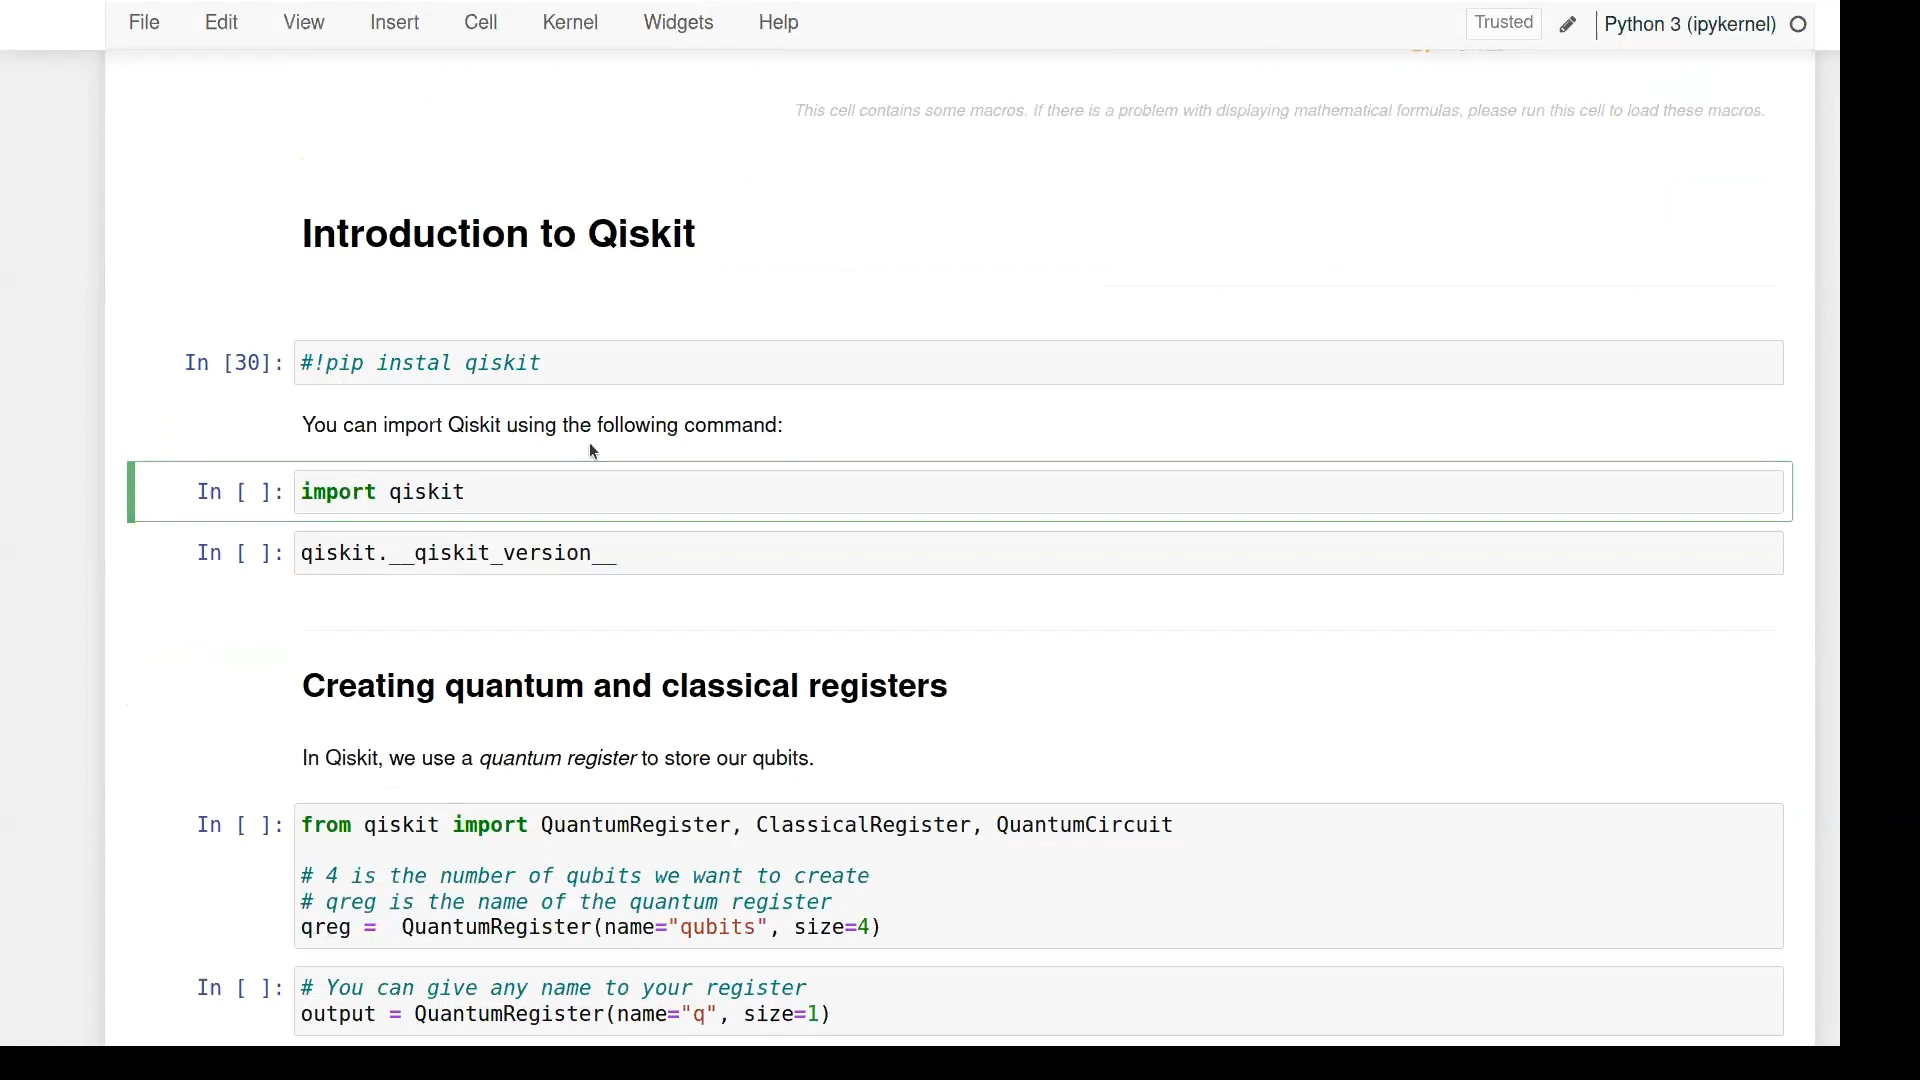 File Edit View Insert Cell Kernel Widgets Help Trusted Python 3 (ipykernel)
This cell contains some macros. If there is a problem with displaying mathematical formulas, please run this cell to load these macros.
Introduction to Qiskit
In [30]: #!pip instal qiskit
You can import Qiskit using the following command:
In [ ]: import qiskit
In [ ]: qiskit.__qiskit_version__
Creating quantum and classical registers
In Qiskit, we use a quantum register to store our qubits.
In [ ]: from qiskit import QuantumRegister, ClassicalRegister, QuantumCircuit
# 4 is the number of qubits we want to create
# qreg is the name of the quantum register
qreg =  QuantumRegister(name="qubits", size=4)
In [ ]: # You can give any name to your register
output = QuantumRegister(name="q", size=1)